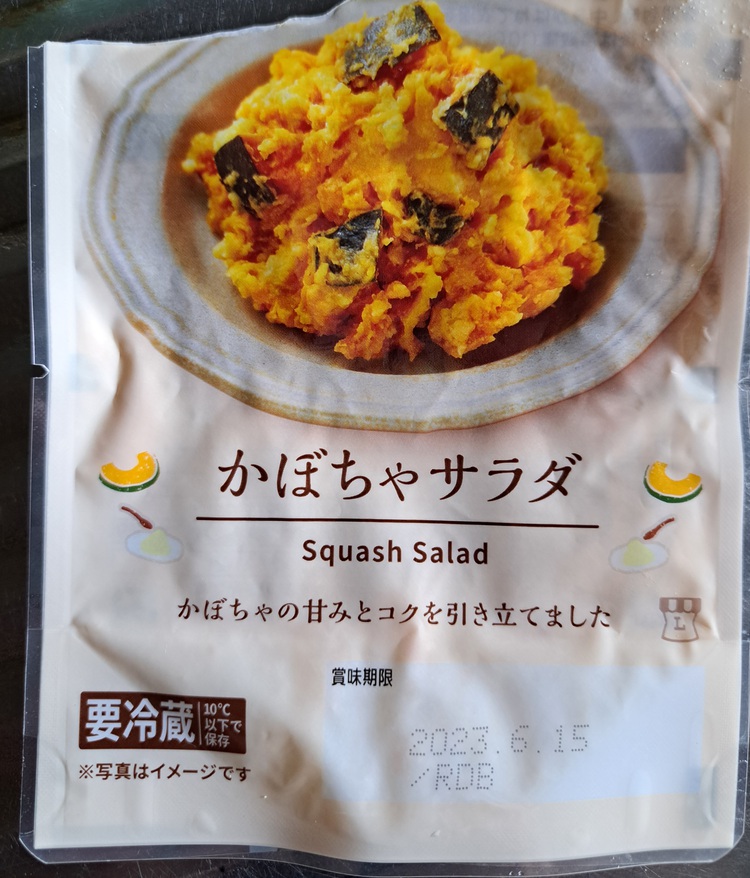 かぼちゃサラダ
Squash Salad
かぼちゃの甘みとコクを引き立てました
L
賞味期限
2023.6.15
/RDB
要冷蔵
10℃
以下で
保存
※写真はイメージです